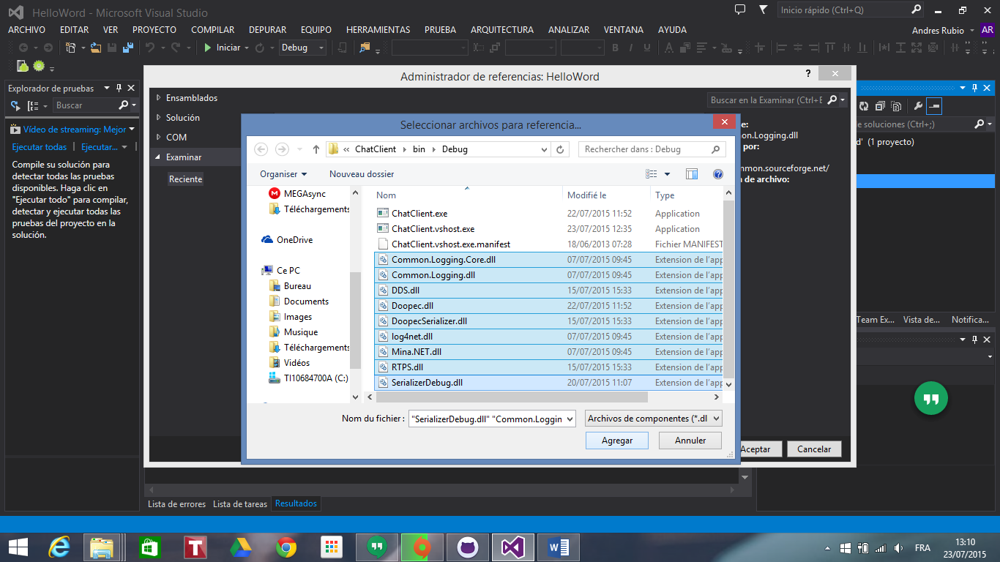 HelloWord - Microsoft Visual Studio
Inicio rápido (Ctrl+Q)
ARCHIVO EDITAR VER PROYECTO COMPILAR DEPURAR EQUIPO HERRAMIENTAS PRUEBA ARQUITECTURA ANALIZAR VENTANA AYUDA
Andres Rubio AR
Iniciar Debug
Explorador de pruebas
Buscar
Vídeo de streaming: Mejor
Ejecutar todas Ejecutar...
Compile su solución para
detectar todas las pruebas
disponibles. Haga clic en
"Ejecutar todo" para compilar,
detectar y ejecutar todas las
pruebas del proyecto en la
solución.
Administrador de referencias: HelloWord
?
Ensamblados
Solución
COM
Examinar
Reciente
Buscar en la Examinar (Ctrl+E
e:
on.Logging.dll
por:
mmon.sourceforge.net/
n de archivo:
de soluciones (Ctrl+;)
d' (1 proyecto)
Seleccionar archivos para referencia...
« ChatClient bin Debug
Rechercher dans : Debug
Organiser Nouveau dossier
MEGAsync
Téléchargements
OneDrive
Ce PC
Bureau
Documents
Images
Musique
Téléchargements
Vidéos
TI10684700A (C:)
Nom Modifié le Type
ChatClient.exe 22/07/2015 11:52 Application
ChatClient.vshost.exe 23/07/2015 12:35 Application
ChatClient.vshost.exe.manifest 18/06/2013 07:28 Fichier MANIFEST
Common.Logging.Core.dll 07/07/2015 09:45 Extension de l'app
Common.Logging.dll 07/07/2015 09:45 Extension de l'app
DDS.dll 15/07/2015 15:33 Extension de l'app
Doopec.dll 22/07/2015 11:52 Extension de l'app
DoopecSerializer.dll 15/07/2015 15:33 Extension de l'app
log4net.dll 07/07/2015 09:45 Extension de l'app
Mina.NET.dll 07/07/2015 09:45 Extension de l'app
RTPS.dll 15/07/2015 15:33 Extension de l'app
SerializerDebug.dll 20/07/2015 11:07 Extension de l'app
Nom du fichier : "SerializerDebug.dll" "Common.Loggin
Archivos de componentes (*.dl
Agregar Annuler
Aceptar Cancelar
Team Ex... Vista de... Notifica...
Lista de errores Lista de tareas Resultados
FRA
13:10
23/07/2015